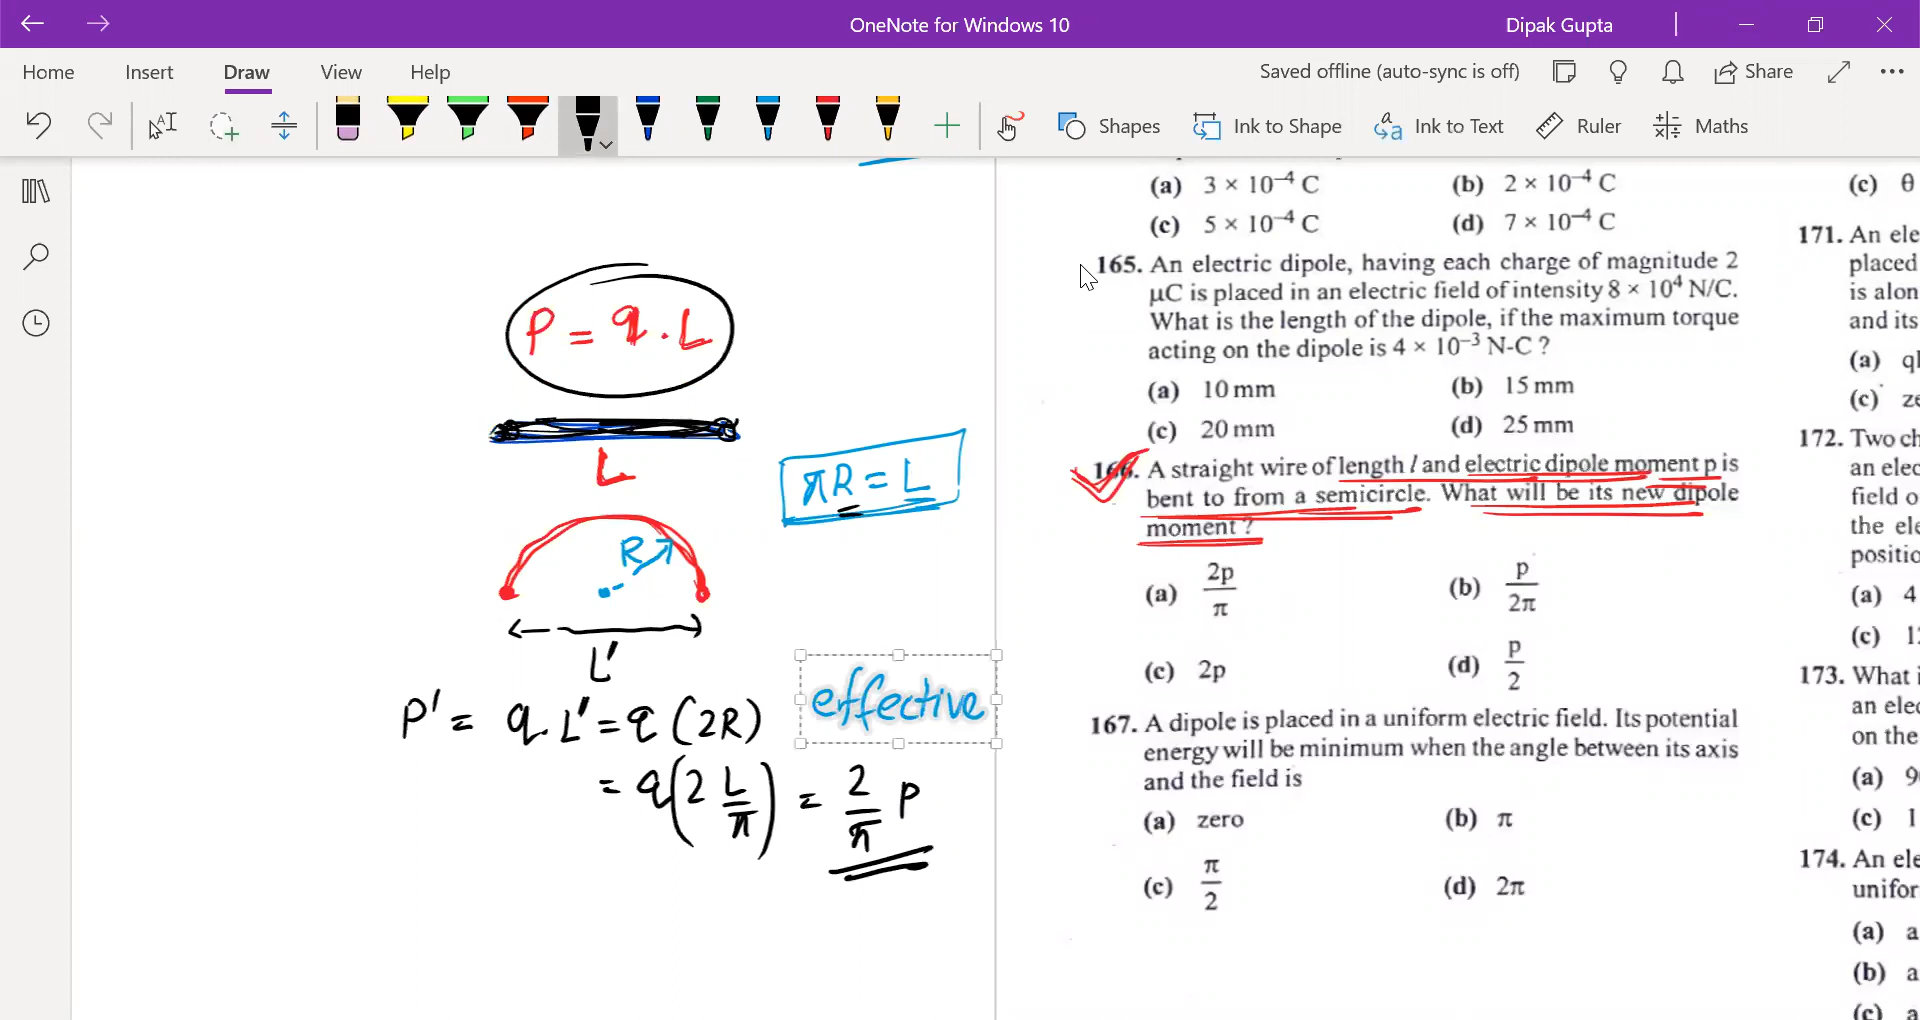 OneNote for Windows 10
Dipak Gupta
Home Insert Draw View Help
Saved offline (auto-sync is off)
Share
Shapes
Ink to Shape
Ink to Text
Ruler
Maths
P = q . L
L
πR = L
R
L'
effective
P' = q.L' = q (2R)
= q(2 L/π) = 2/π P
(a) 3 × 10⁻⁴ C (b) 2 × 10⁻⁴ C
(c) 5 × 10⁻⁴ C (d) 7 × 10⁻⁴ C
165. An electric dipole, having each charge of magnitude 2
μC is placed in an electric field of intensity 8 × 10⁴ N/C.
What is the length of the dipole, if the maximum torque
acting on the dipole is 4 × 10⁻³ N-C ?
(a) 10 mm (b) 15 mm
(c) 20 mm (d) 25 mm
166. A straight wire of length l and electric dipole moment p is
bent to from a semicircle. What will be its new dipole
moment ?
(a) 2p/π (b) p/2π
(c) 2p (d) p/2
167. A dipole is placed in a uniform electric field. Its potential
energy will be minimum when the angle between its axis
and the field is
(a) zero (b) π
(c) π/2 (d) 2π
(c) θ
171. An ele
placed
is alon
and its
(a) ql
(c) ze
172. Two ch
an elec
field o
the ele
positio
(a) 4
(c) 1
173. What i
an elec
on the
(a) 9
(c) 1
174. An ele
unifor
(a) a
(b) a
(c) a